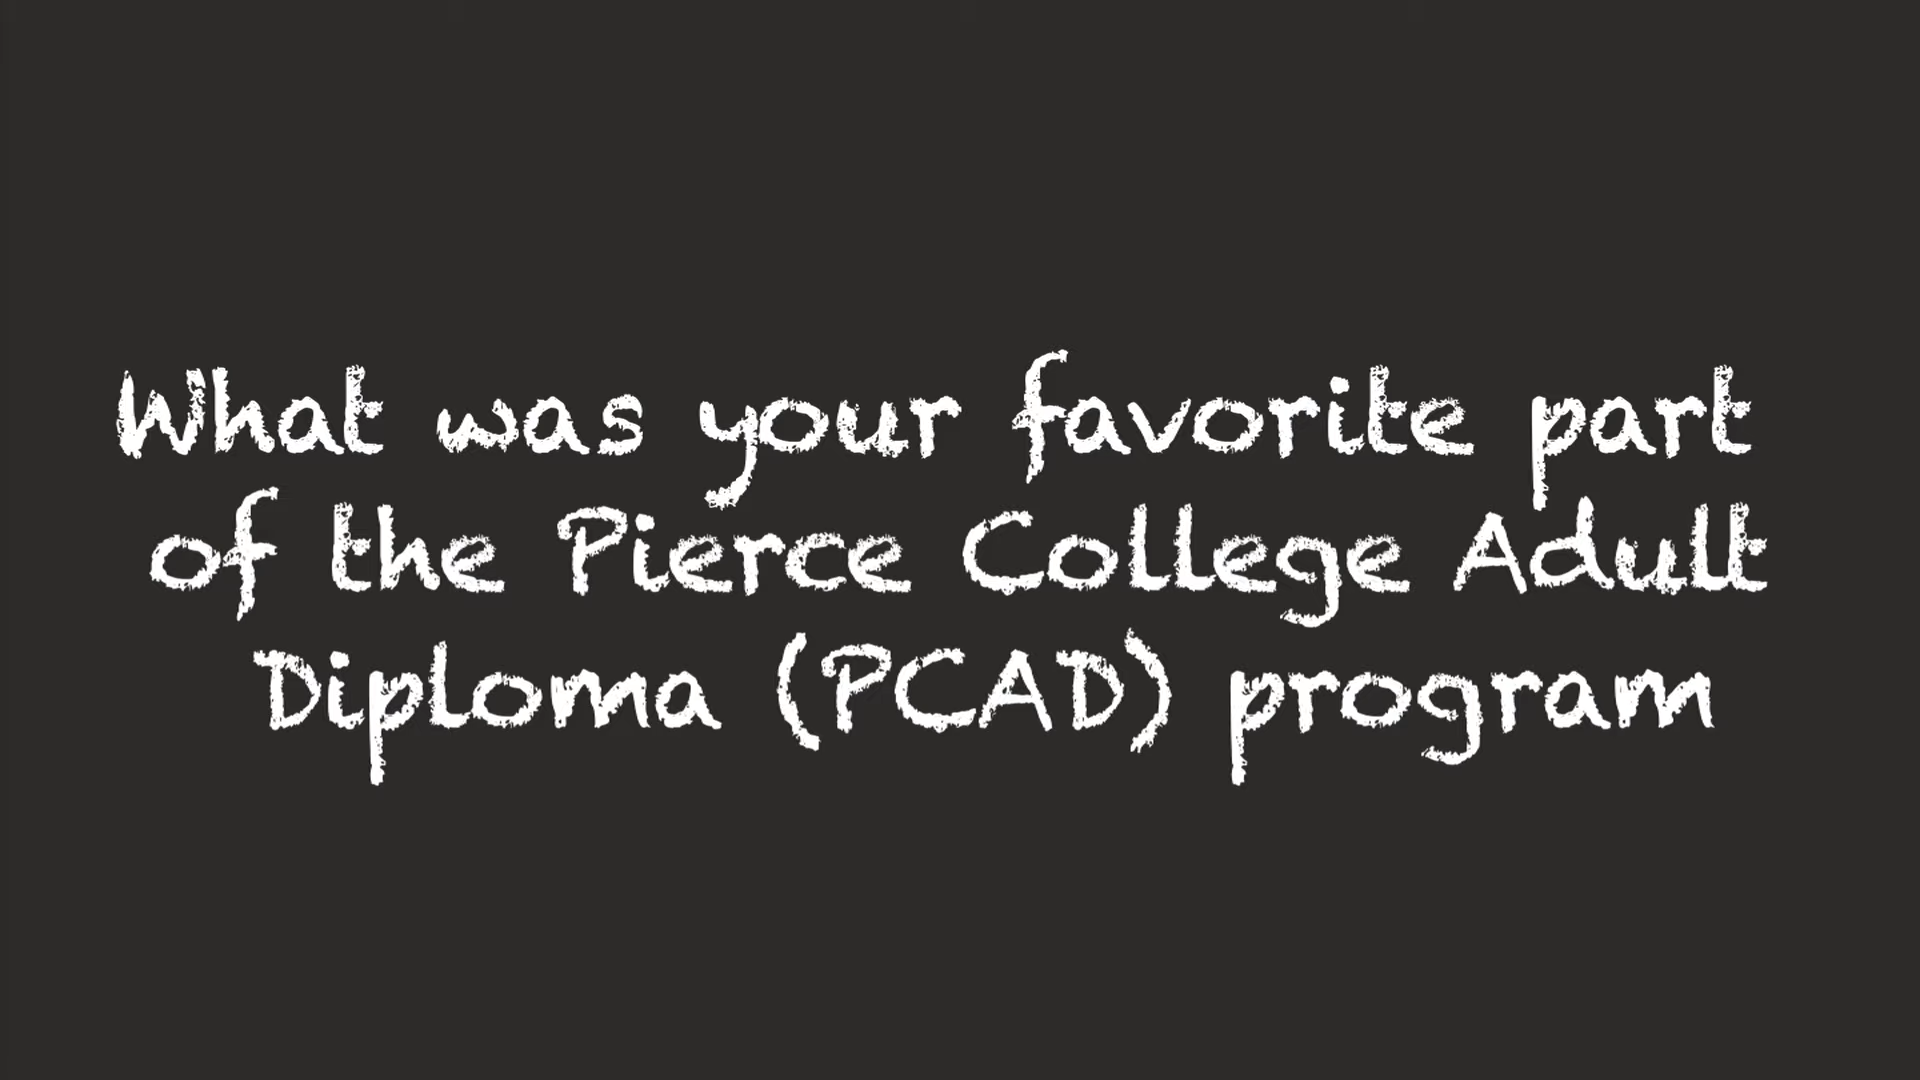 What was your favorite part
of the Pierce College Adult
Diploma (PCAD) program